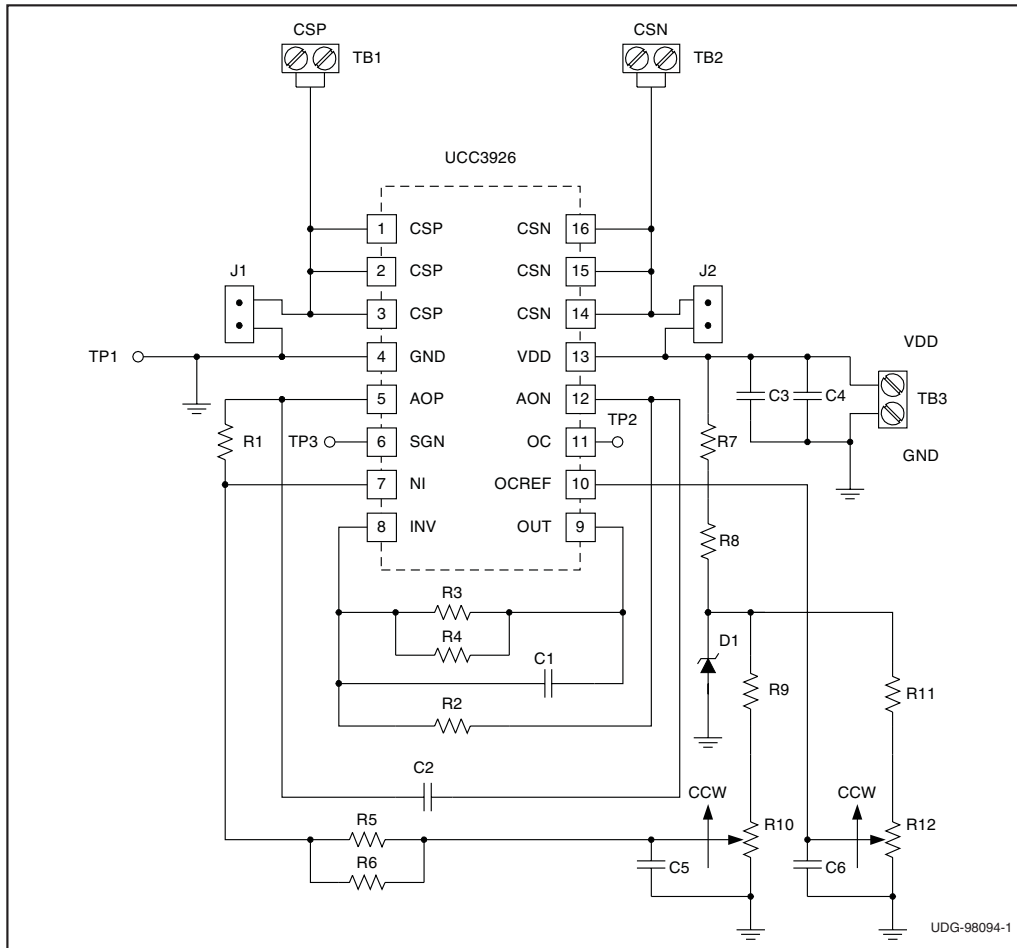 CSP
TB1
CSN
TB2
UCC3926
1 CSP
CSN 16
2 CSP
CSN 15
3 CSP
CSN 14
J1
J2
TP1
4 GND
VDD 13
VDD
TB3
GND
5 AOP
AON 12
C3
C4
R1
TP3
6 SGN
OC 11
TP2
R7
7 NI
OCREF 10
8 INV
OUT 9
R8
R3
R4
C1
R2
D1
R9
R11
C2
CCW
CCW
R5
R6
R10
R12
C5
C6
UDG-98094-1